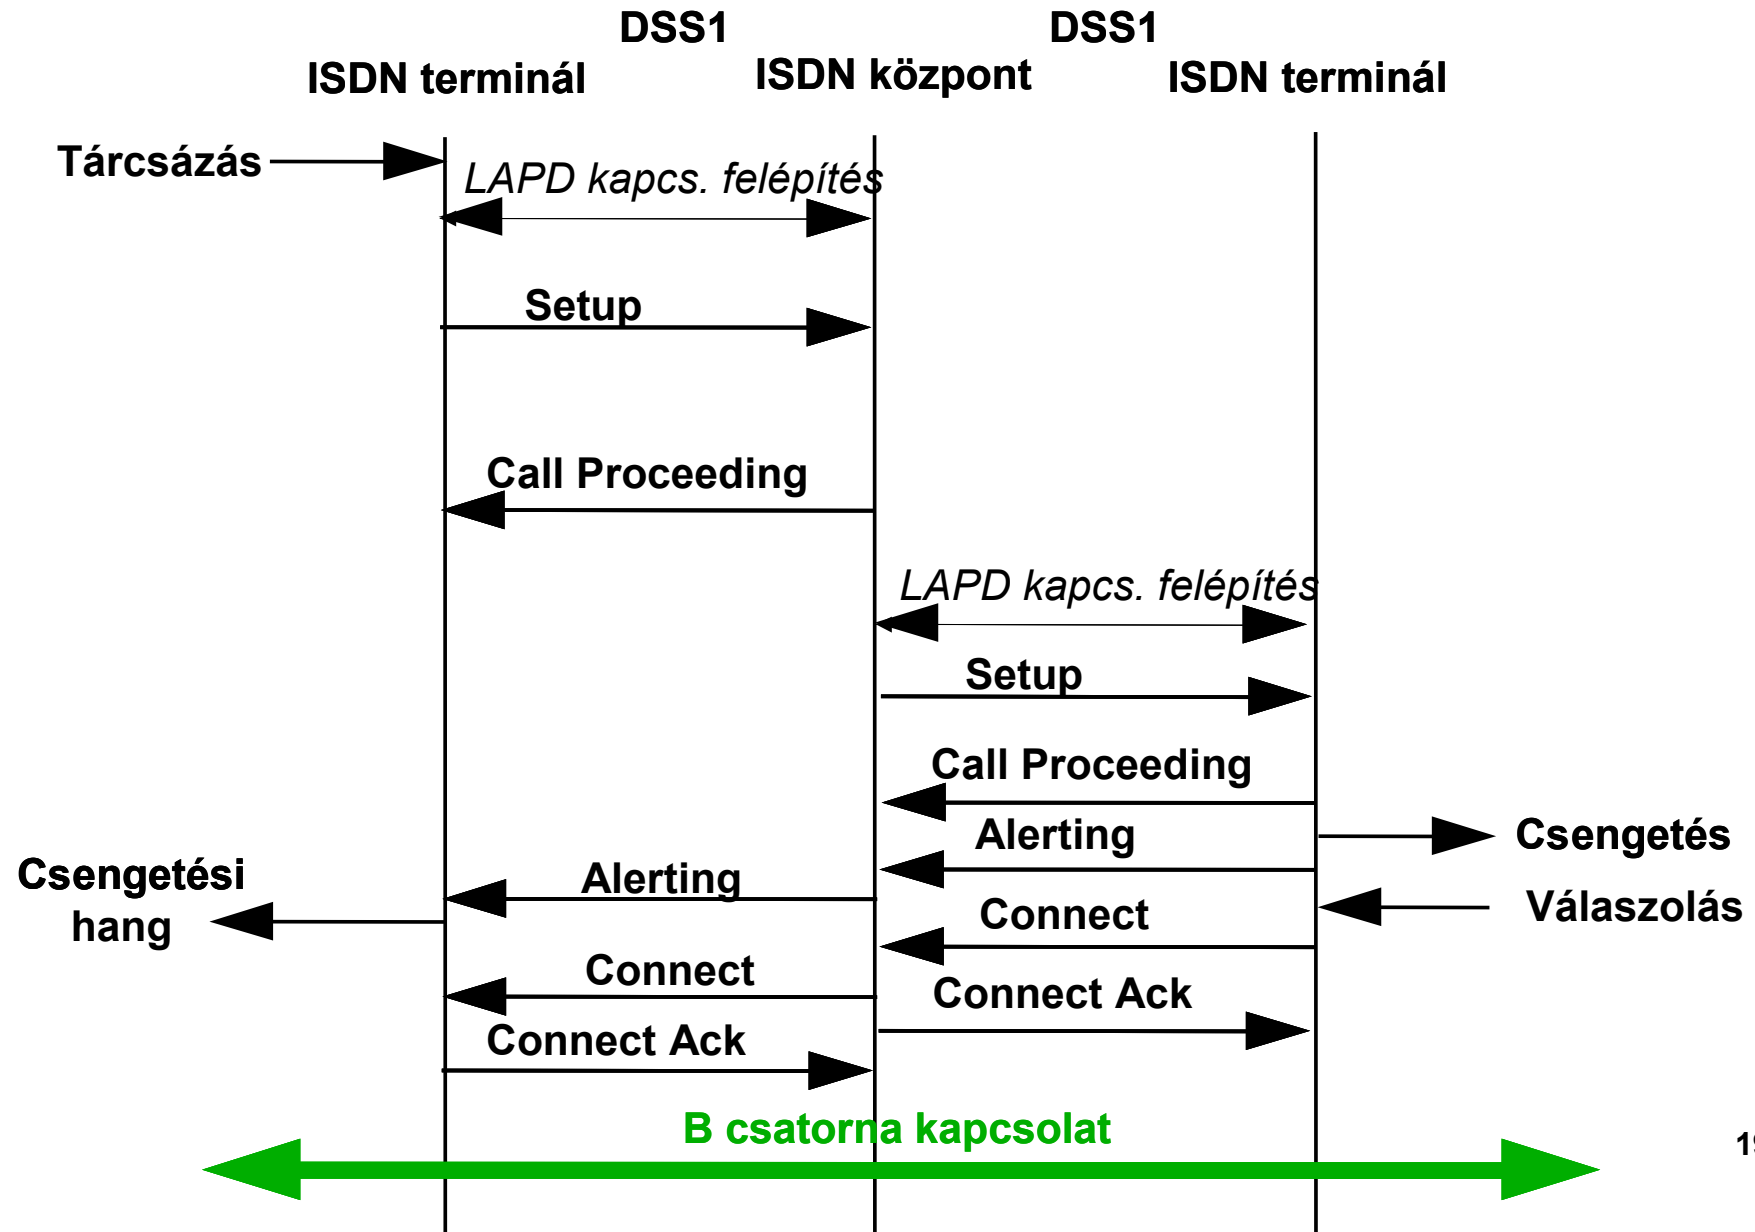 DSS1 DSS1
ISDN terminál ISDN központ ISDN terminál
Tárcsázás
LAPD kapcs. felépítés
Setup
Call Proceeding
LAPD kapcs. felépítés
Setup
Call Proceeding
Alerting
Csengetés
Csengetési
hang
Alerting
Válaszolás
Connect
Connect
Connect Ack
Connect Ack
B csatorna kapcsolat